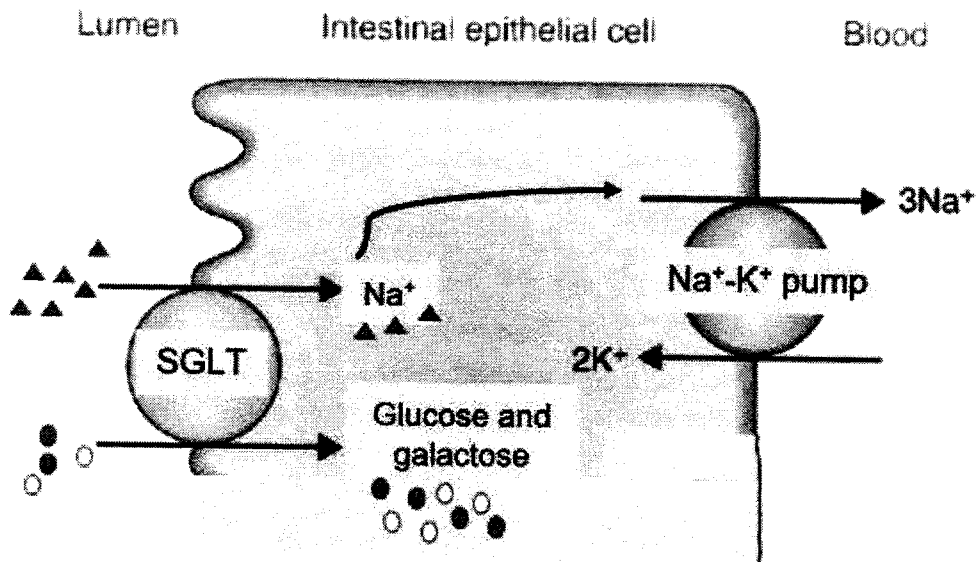 Lumen
Intestinal epithelial cell
Blood
3Na⁺
Na⁺
Na⁺-K⁺ pump
SGLT
2K⁺
Glucose and
galactose